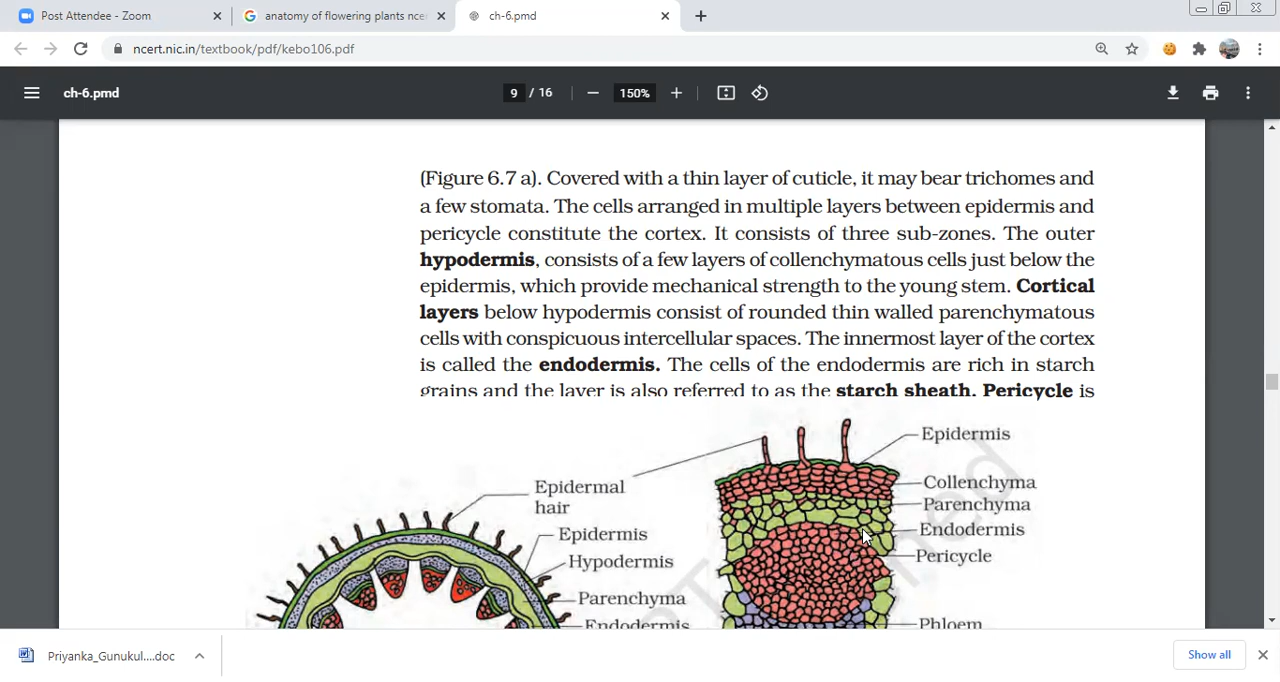 Post Attendee - Zoom
anatomy of flowering plants nce
ch-6.pmd
ncert.nic.in/textbook/pdf/kebo106.pdf
ch-6.pmd
9 / 16
150%
(Figure 6.7 a). Covered with a thin layer of cuticle, it may bear trichomes and
a few stomata. The cells arranged in multiple layers between epidermis and
pericycle constitute the cortex. It consists of three sub-zones. The outer
hypodermis, consists of a few layers of collenchymatous cells just below the
epidermis, which provide mechanical strength to the young stem. Cortical
layers below hypodermis consist of rounded thin walled parenchymatous
cells with conspicuous intercellular spaces. The innermost layer of the cortex
is called the endodermis. The cells of the endodermis are rich in starch
grains and the layer is also referred to as the starch sheath. Pericycle is
Epidermal
hair
Epidermis
Hypodermis
Parenchyma
Endodermis
Epidermis
Collenchyma
Parenchyma
Endodermis
Pericycle
Phloem
Priyanka_Gunukul....doc
Show all